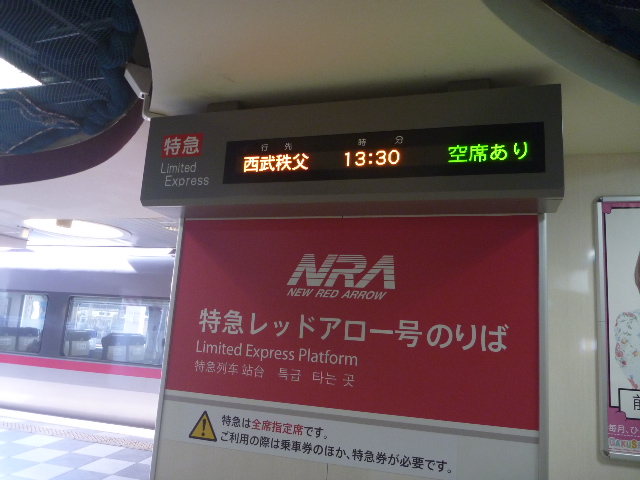 特急
Limited
Express
行先 時 分
西武秩父 13:30 空席あり
NRA
NEW RED ARROW
特急レッドアロー号のりば
Limited Express Platform
特急列车站台 특급 타는 곳
特急は全席指定席です。
ご利用の際は乗車券のほか、特急券が必要です。
前
毎月、ひ